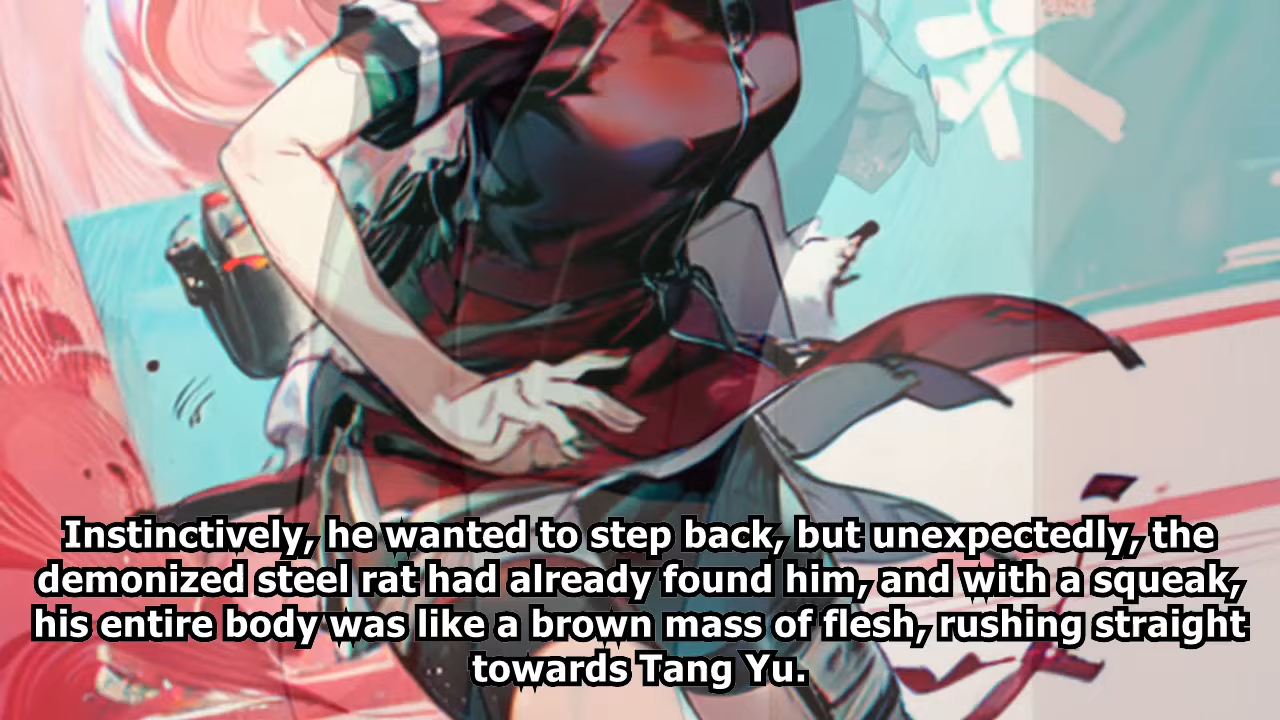 Instinctively, he wanted to step back, but unexpectedly, the
demonized steel rat had already found him, and with a squeak,
his entire body was like a brown mass of flesh, rushing straight
towards Tang Yu.